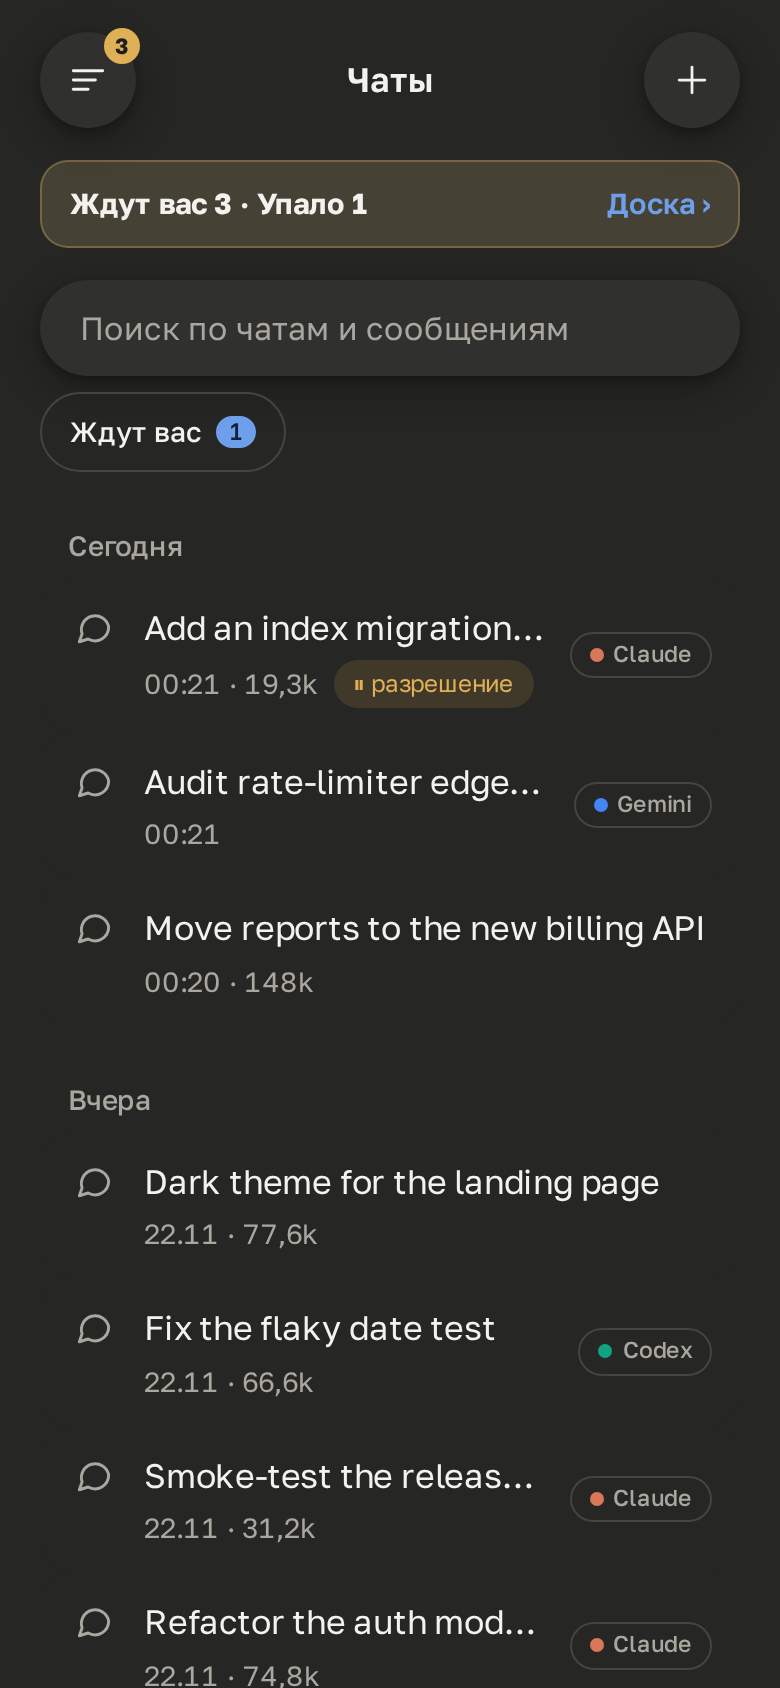 3
Чаты
Ждут вас 3 · Упало 1 Доска ›
Поиск по чатам и сообщениям
Ждут вас 1
Сегодня
Add an index migration…
Claude
00:21 · 19,3k разрешение
Audit rate-limiter edge…
Gemini
00:21
Move reports to the new billing API
00:20 · 148k
Вчера
Dark theme for the landing page
22.11 · 77,6k
Fix the flaky date test
Codex
22.11 · 66,6k
Smoke-test the releas…
Claude
22.11 · 31,2k
Refactor the auth mod…
Claude
22.11 · 74,8k